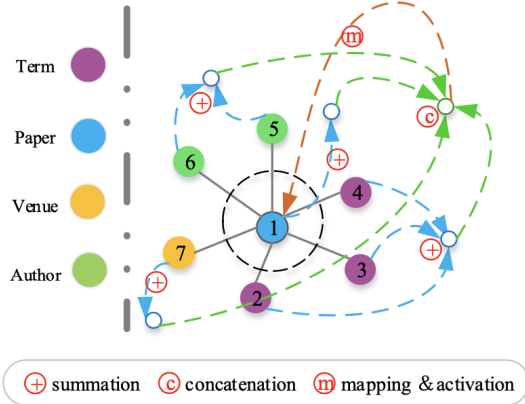 m
Term
+
c
5
Paper
+
6
4
Venue
1
7
+
3
+
Author
2
+ summation c concatenation m mapping & activation